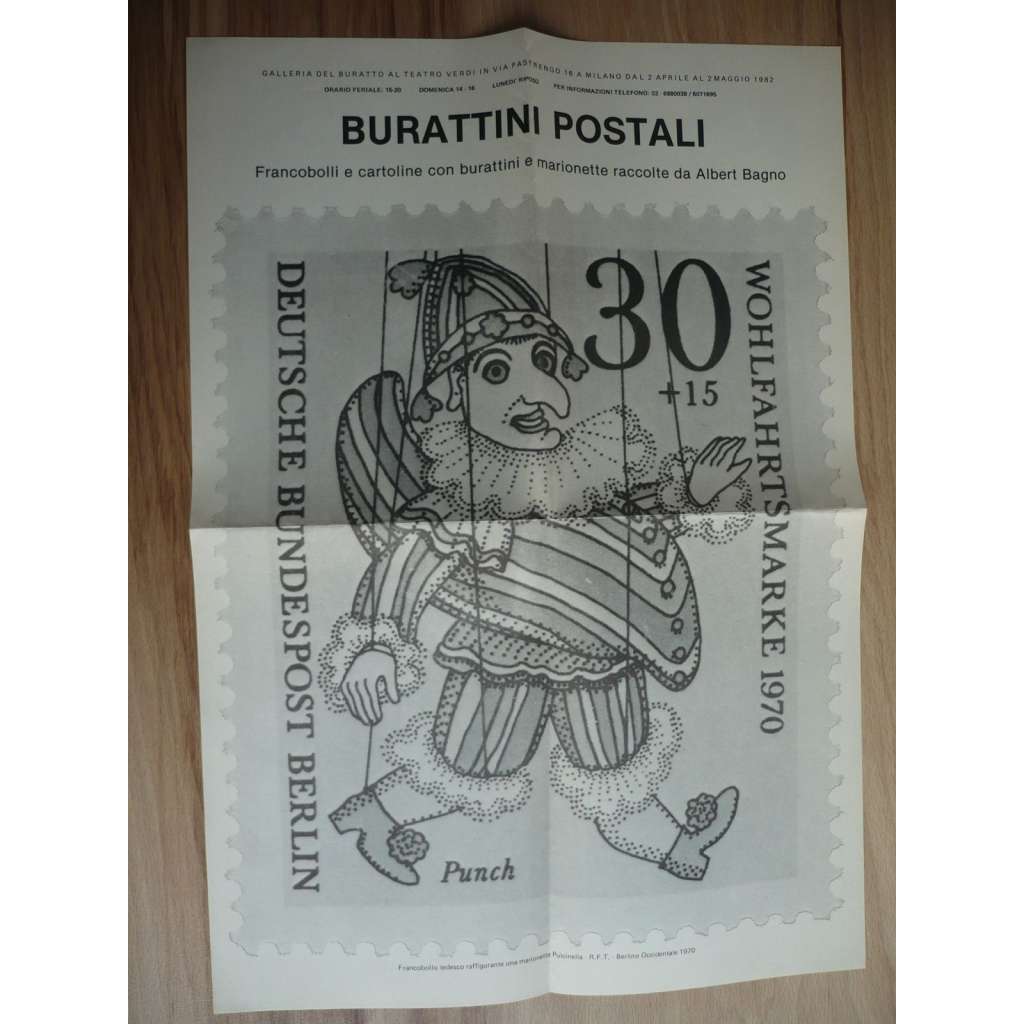 GALLERIA DEL BURATTO AL TEATRO VERDI IN VIA PASTRENGO 16 A MILANO DAL 2 APRILE AL 2 MAGGIO 1982
ORARIO FERIALE: 16-20 DOMENICA 14 - 16 LUNEDI' RIPOSO PER INFORMAZIONI TELEFONO: 02 - 6880038 / 6071695
BURATTINI POSTALI
Francobolli e cartoline con burattini e marionette raccolte da Albert Bagno
DEUTSCHE BUNDESPOST BERLIN
30
+15
WOHLFAHRTSMARKE 1970
Punch
Francobollo tedesco raffigurante una marionetta Pulcinella R.F.T. - Berlino Occidentale 1970